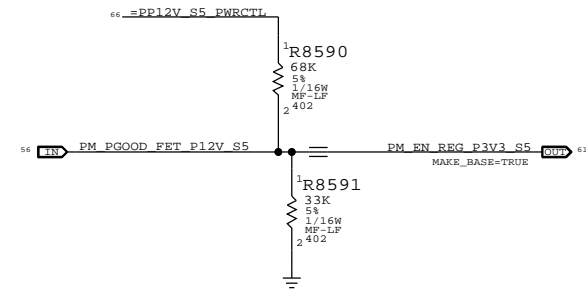 66 =PP12V_S5_PWRCTL
1 R8590
68K
5%
1/16W
MF-LF
2 402
56 IN PM_PGOOD_FET_P12V_S5
PM_EN_REG_P3V3_S5 OUT 61
MAKE_BASE=TRUE
1 R8591
33K
5%
1/16W
MF-LF
2 402